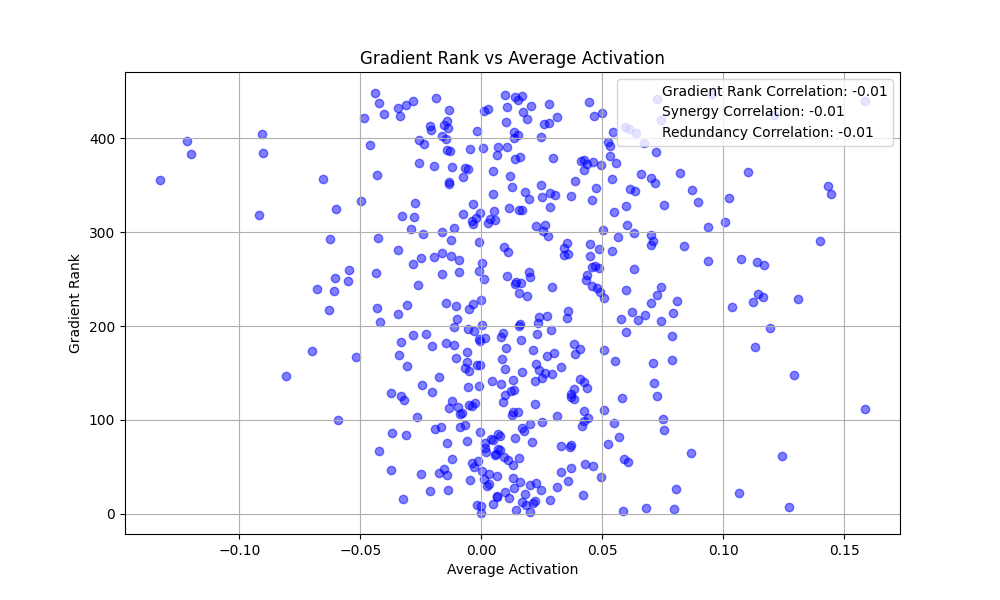 Gradient Rank vs Average Activation
Gradient Rank Correlation: -0.01
Synergy Correlation: -0.01
Redundancy Correlation: -0.01
Gradient Rank
400
300
200
100
0
−0.10
−0.05
0.00
0.05
0.10
0.15
Average Activation